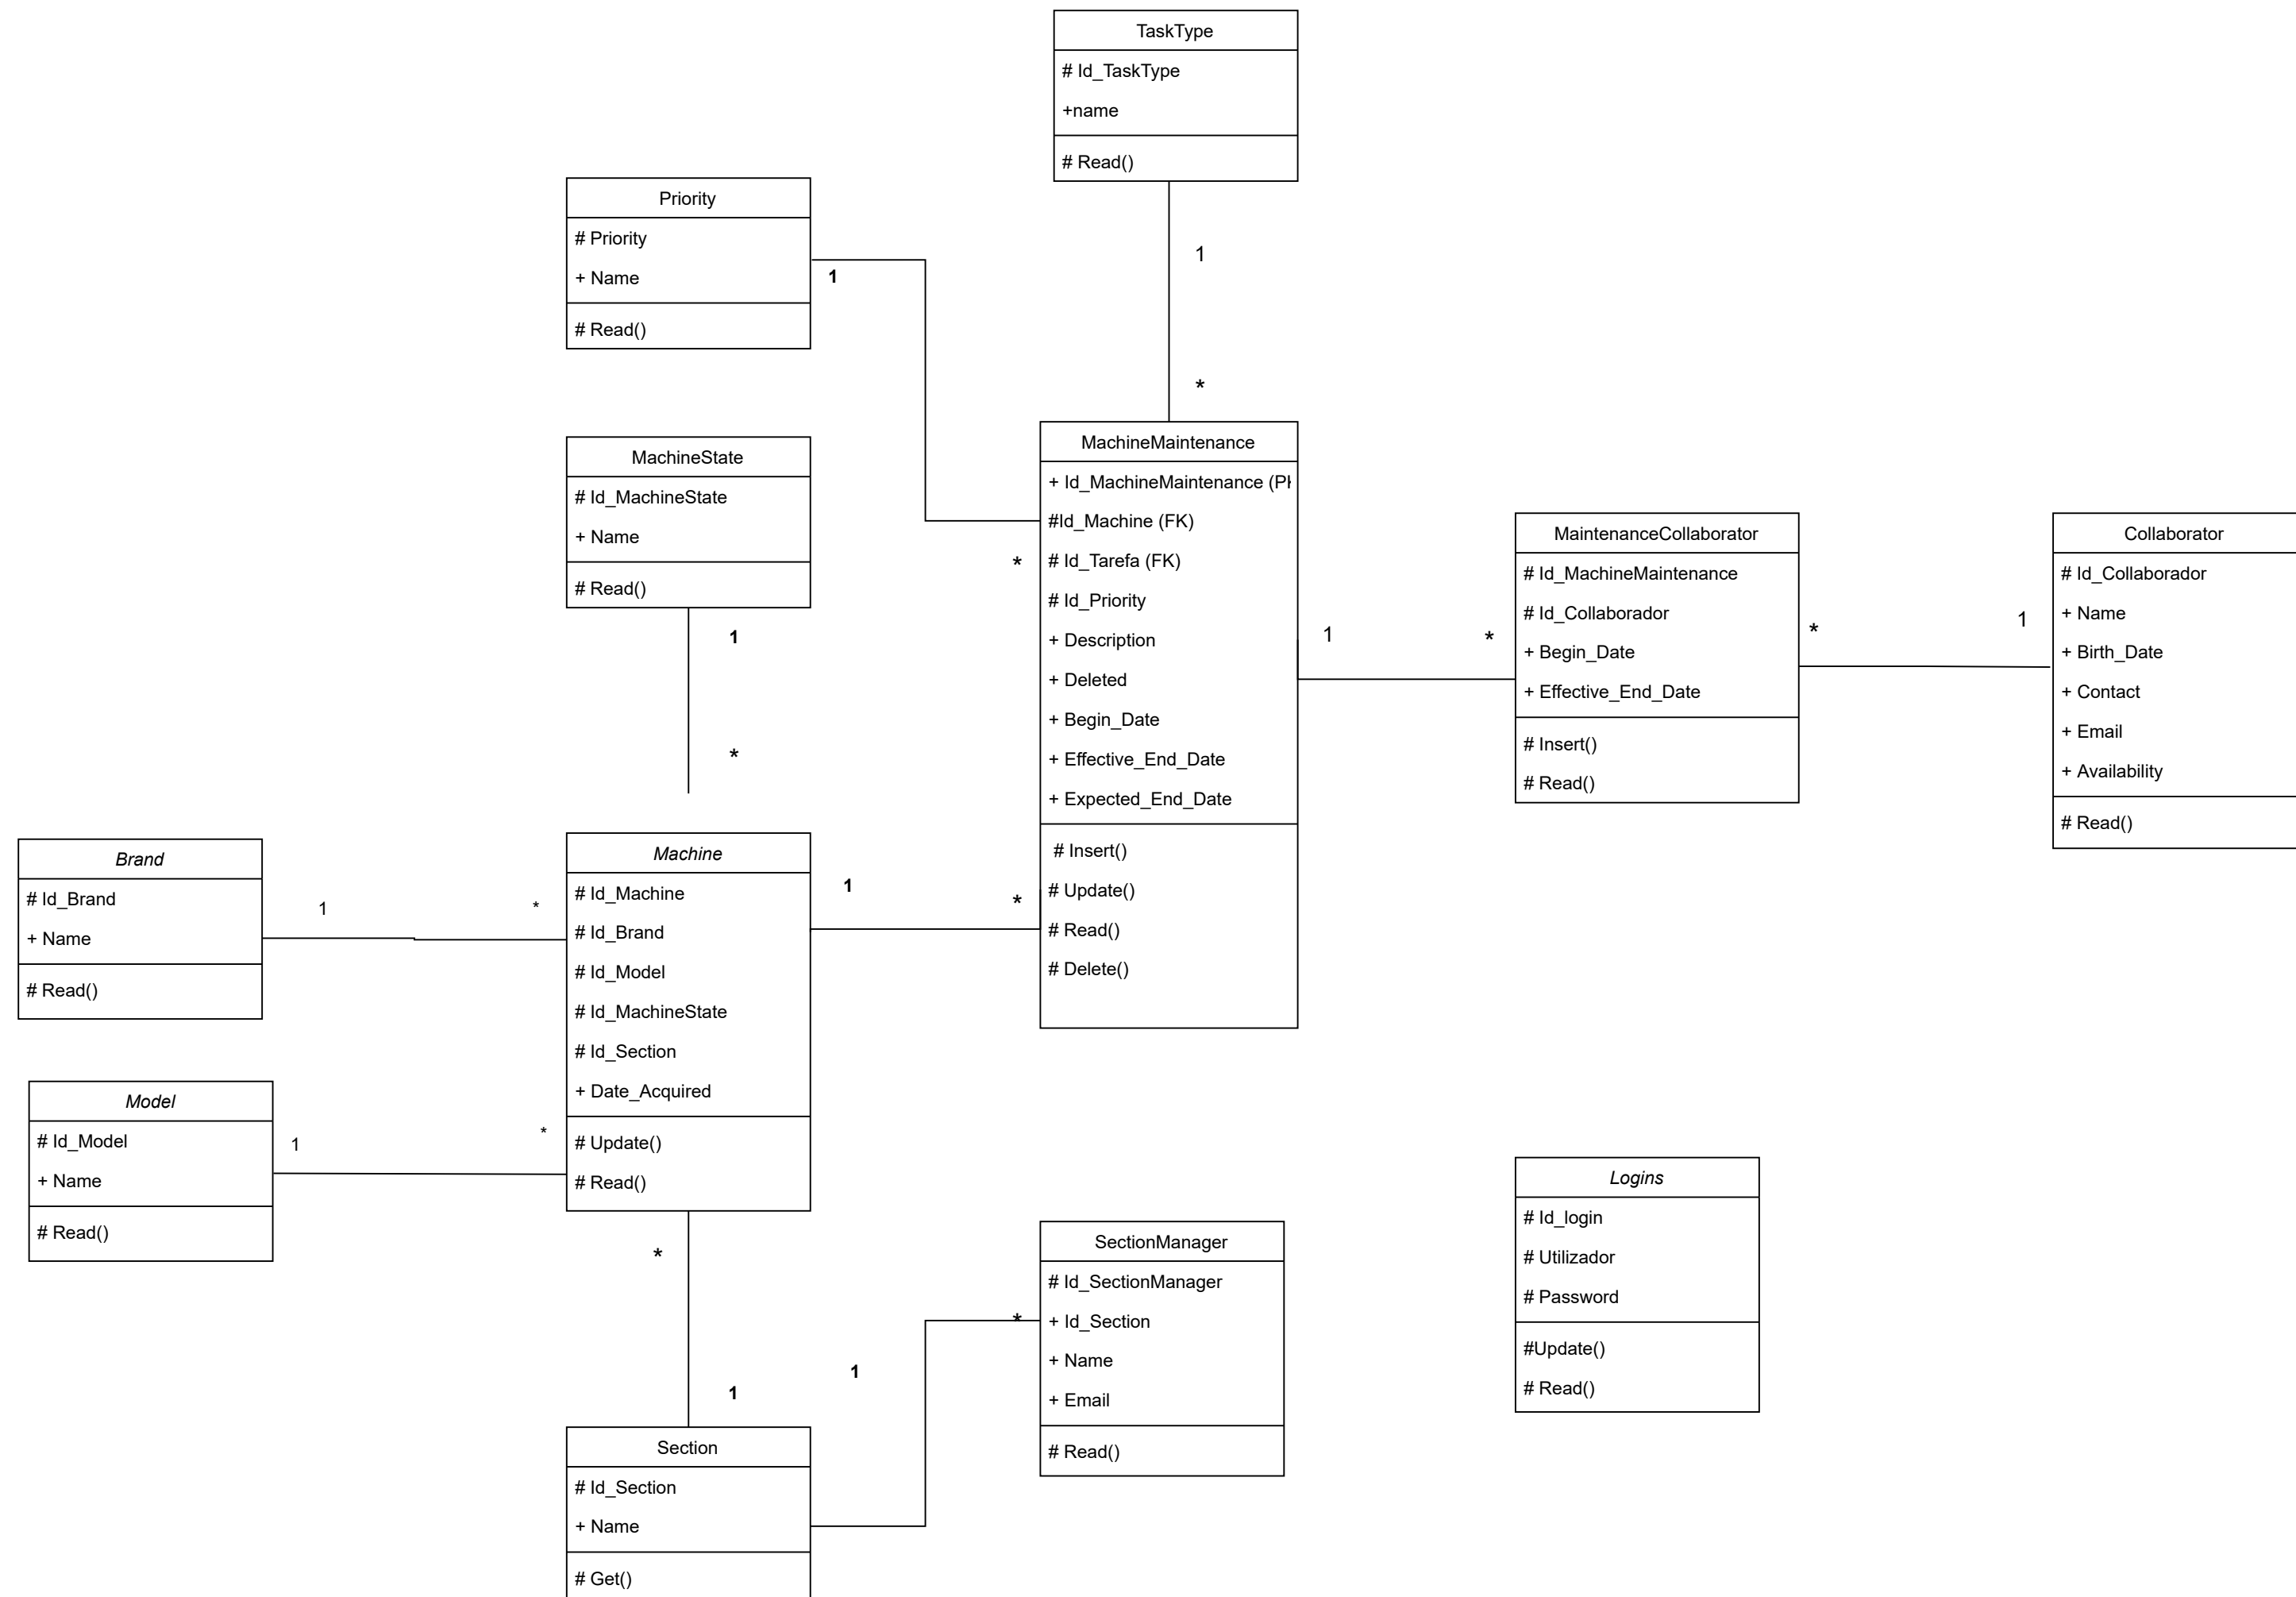 TaskType
# Id_TaskType
+name
# Read()
Priority
# Priority
+ Name
# Read()
1
1
*
MachineState
# Id_MachineState
+ Name
# Read()
1
*
MachineMaintenance
+ Id_MachineMaintenance (P
#Id_Machine (FK)
# Id_Tarefa (FK)
# Id_Priority
+ Description
+ Deleted
+ Begin_Date
+ Effective_End_Date
+ Expected_End_Date
# Insert()
# Update()
# Read()
# Delete()
*
1
*
MaintenanceCollaborator
# Id_MachineMaintenance
# Id_Collaborador
+ Begin_Date
+ Effective_End_Date
# Insert()
# Read()
*
1
Collaborator
# Id_Collaborador
+ Name
+ Birth_Date
+ Contact
+ Email
+ Availability
# Read()
Brand
# Id_Brand
+ Name
# Read()
1
*
Machine
# Id_Machine
# Id_Brand
# Id_Model
# Id_MachineState
# Id_Section
+ Date_Acquired
# Update()
# Read()
1
*
Model
# Id_Model
+ Name
# Read()
1
*
*
1
SectionManager
# Id_SectionManager
+ Id_Section
+ Name
+ Email
# Read()
*
1
Logins
# Id_login
# Utilizador
# Password
#Update()
# Read()
Section
# Id_Section
+ Name
# Get()